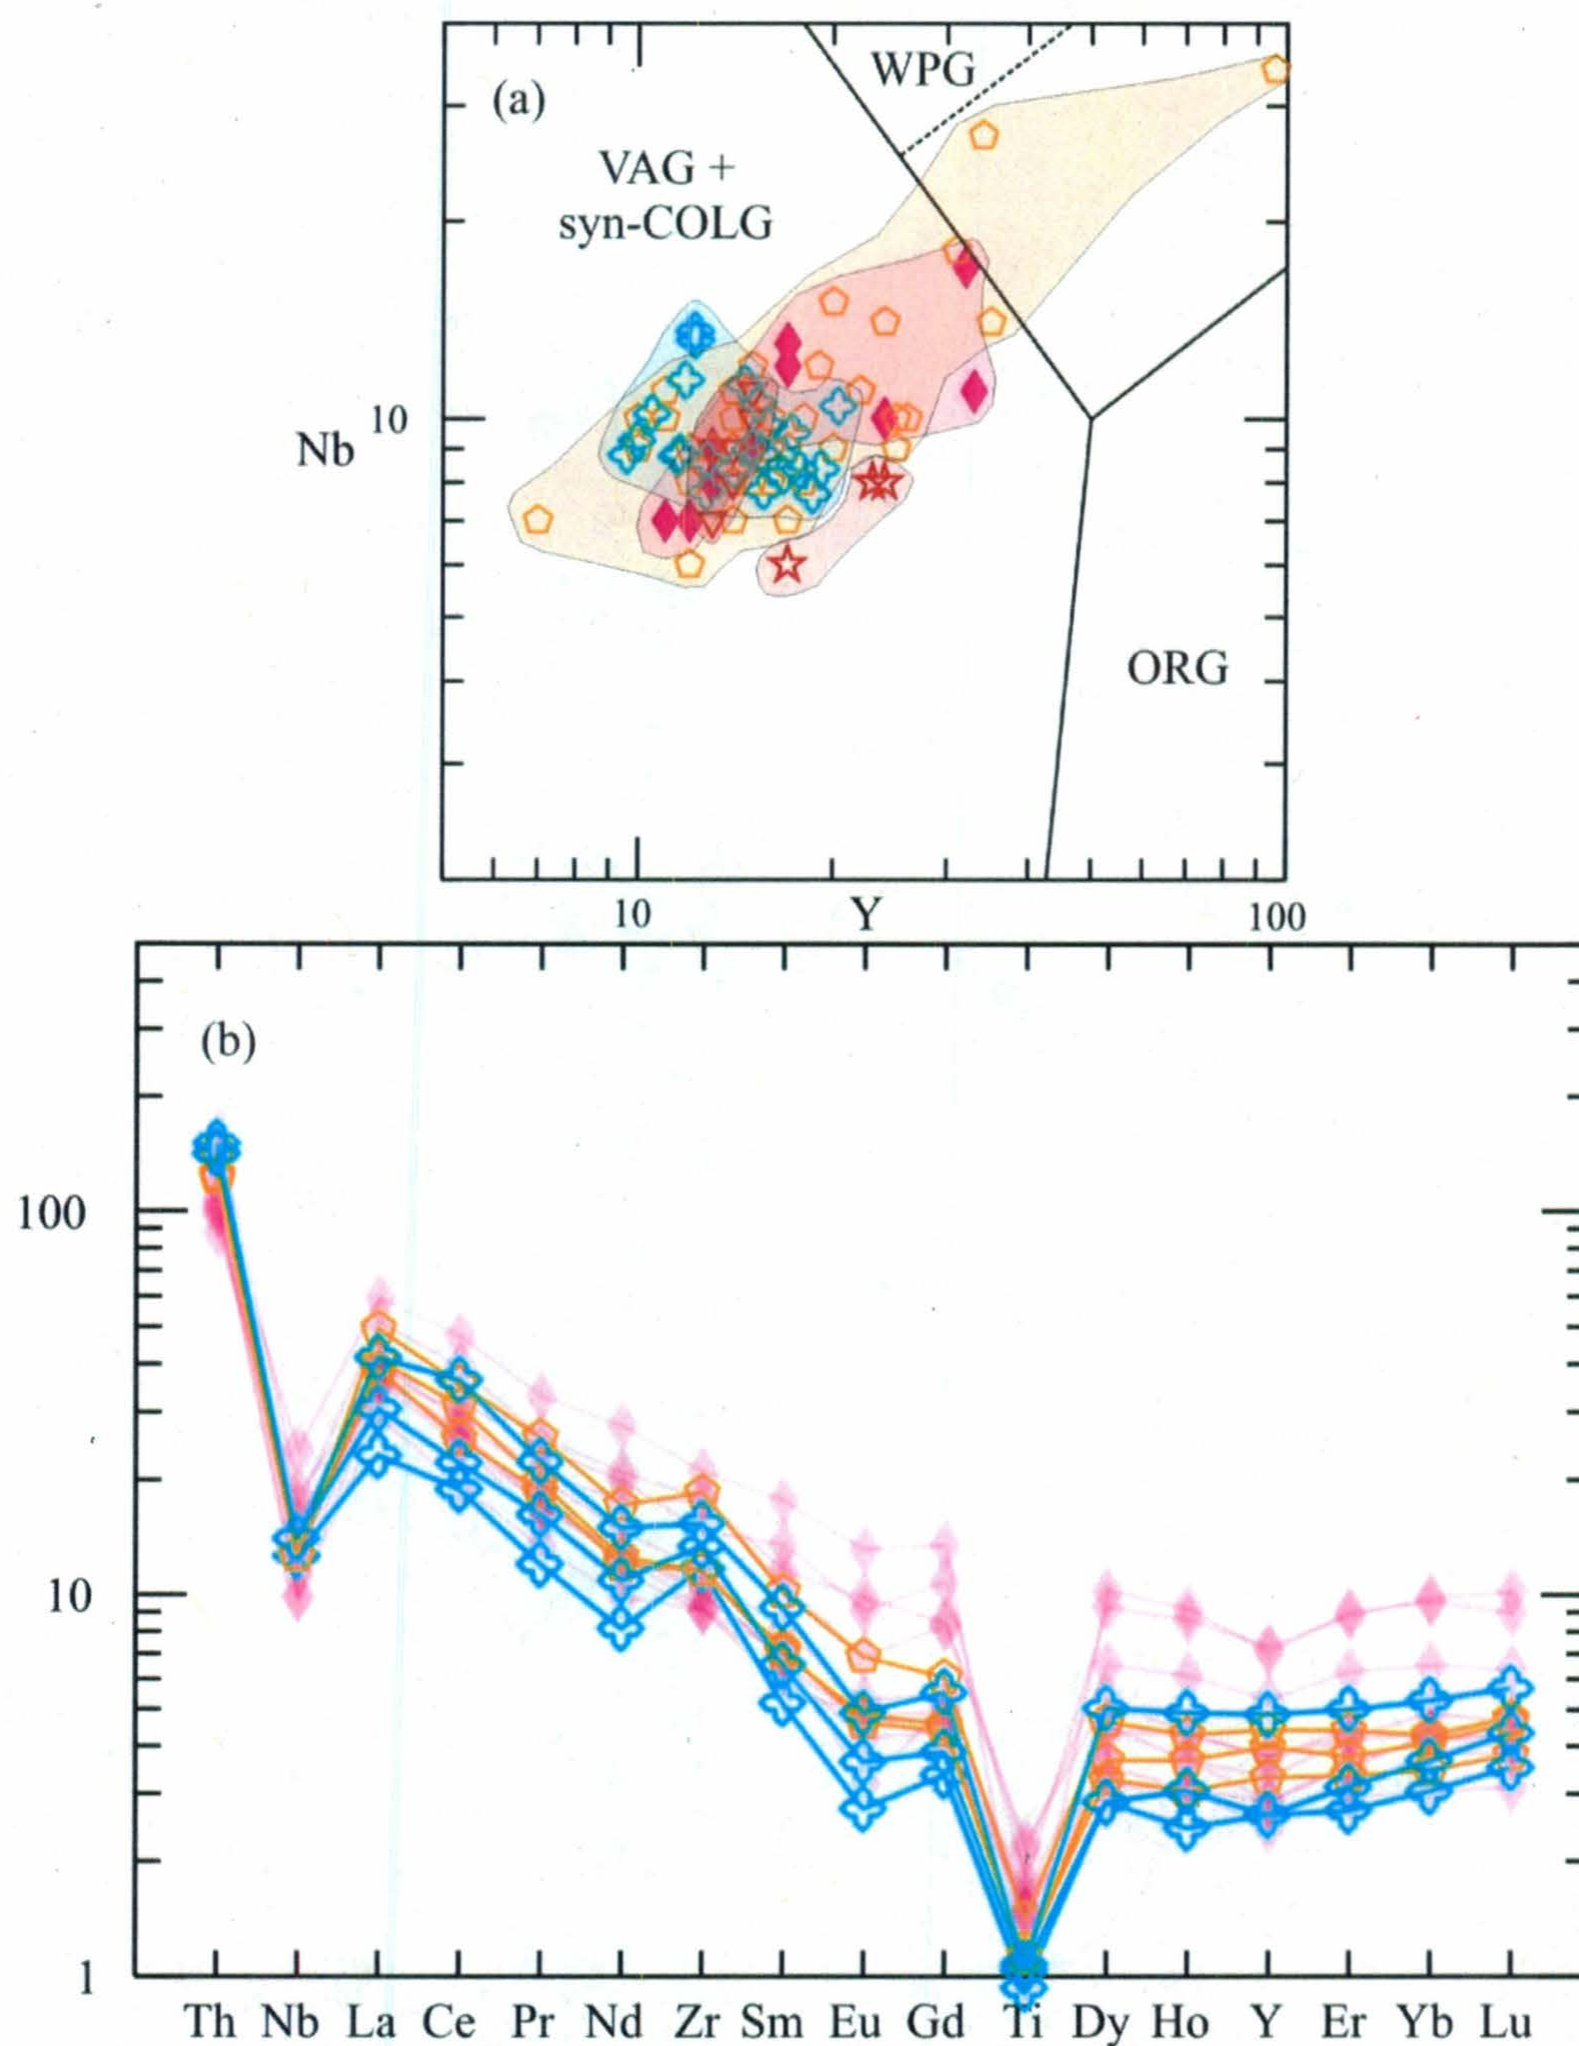 (a)
WPG
VAG +
syn-COLG
Nb
10
ORG
10
Y
100
(b)
100
10
1
Th Nb La Ce Pr Nd Zr Sm Eu Gd Ti Dy Ho Y Er Yb Lu